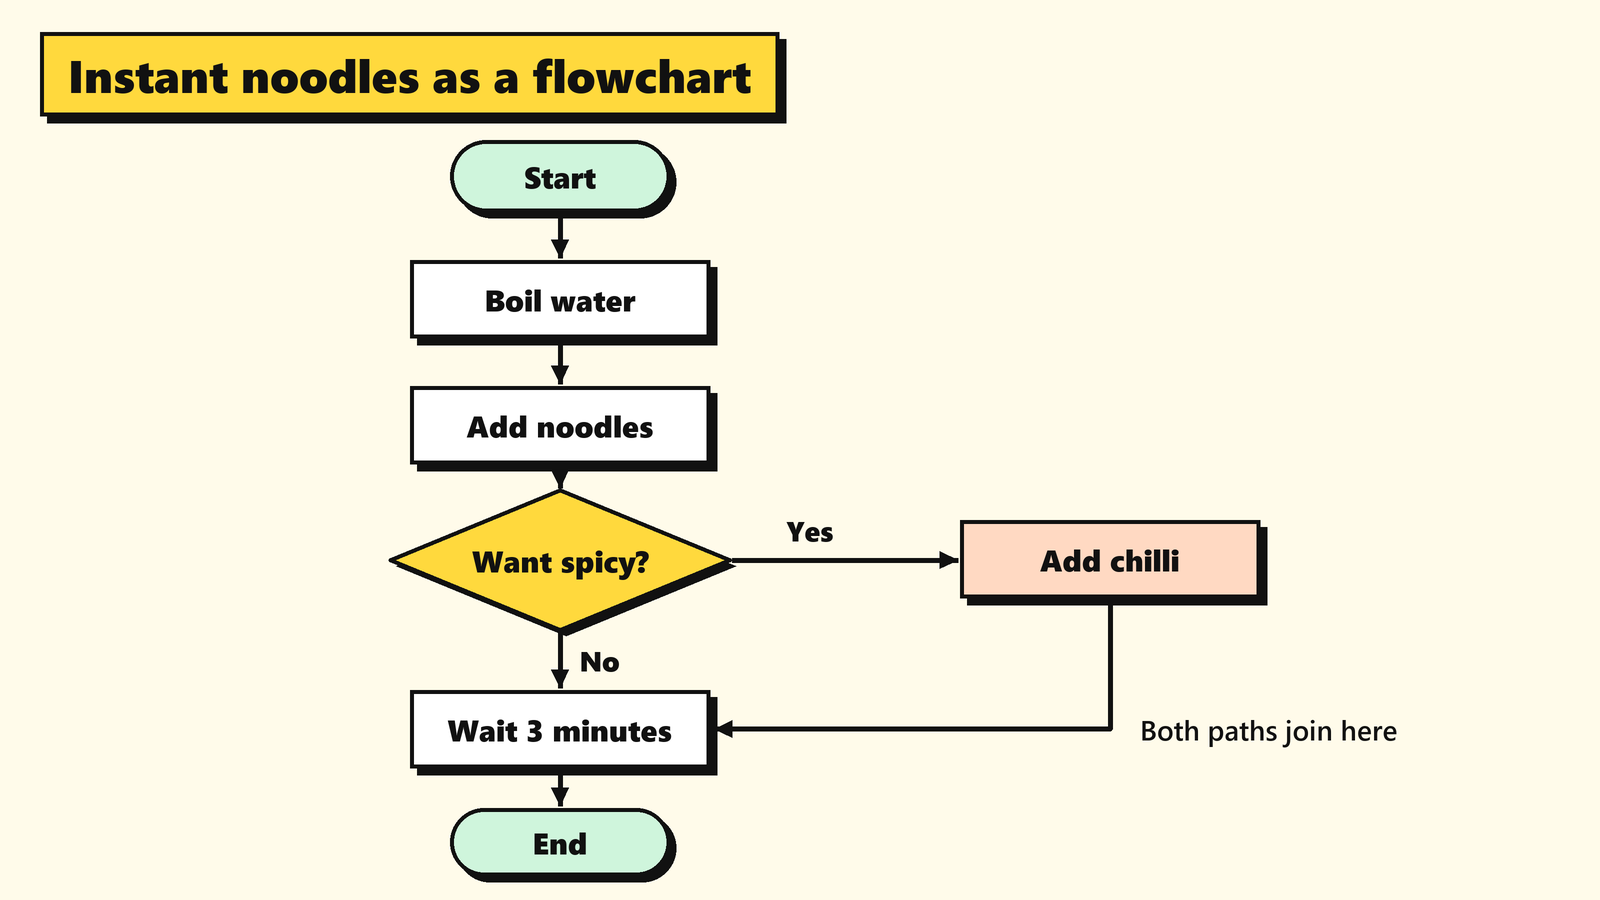 Instant noodles as a flowchart
Start
Boil water
Add noodles
Want spicy?
Yes
Add chilli
No
Wait 3 minutes
Both paths join here
End